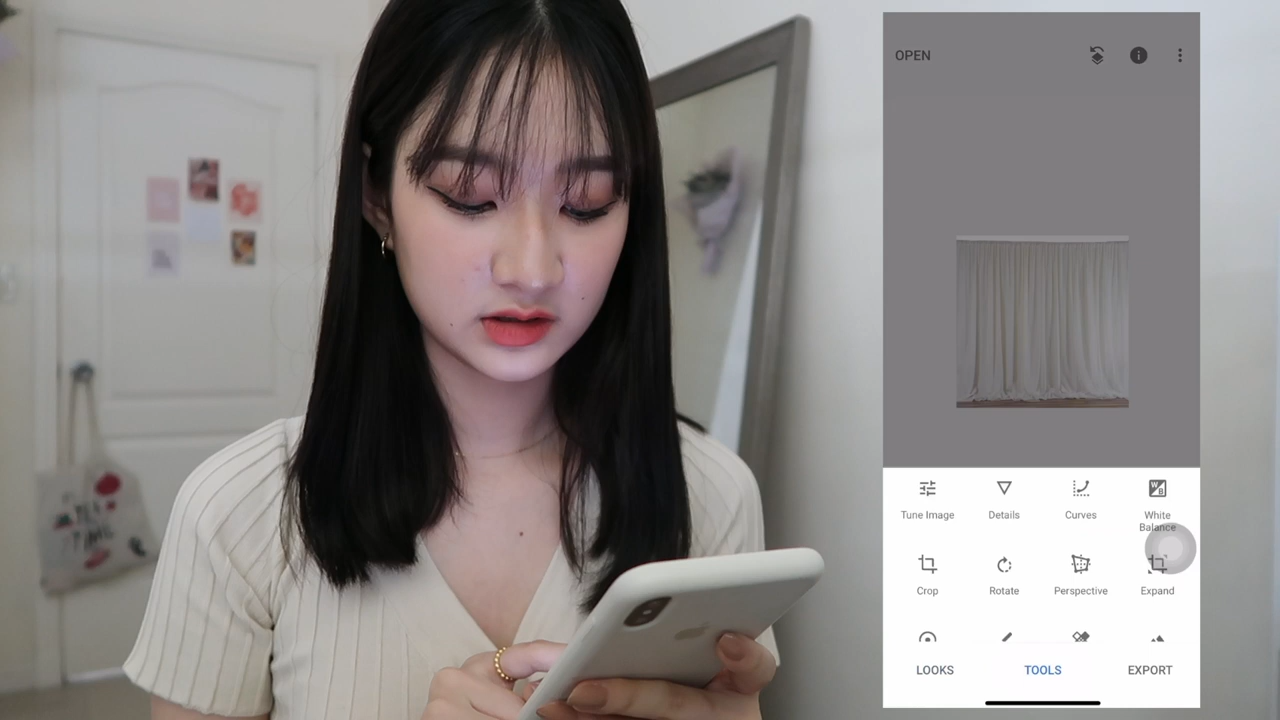 OPEN
Tune Image
Details
Curves
White
Balance
Crop
Rotate
Perspective
Expand
LOOKS
TOOLS
EXPORT